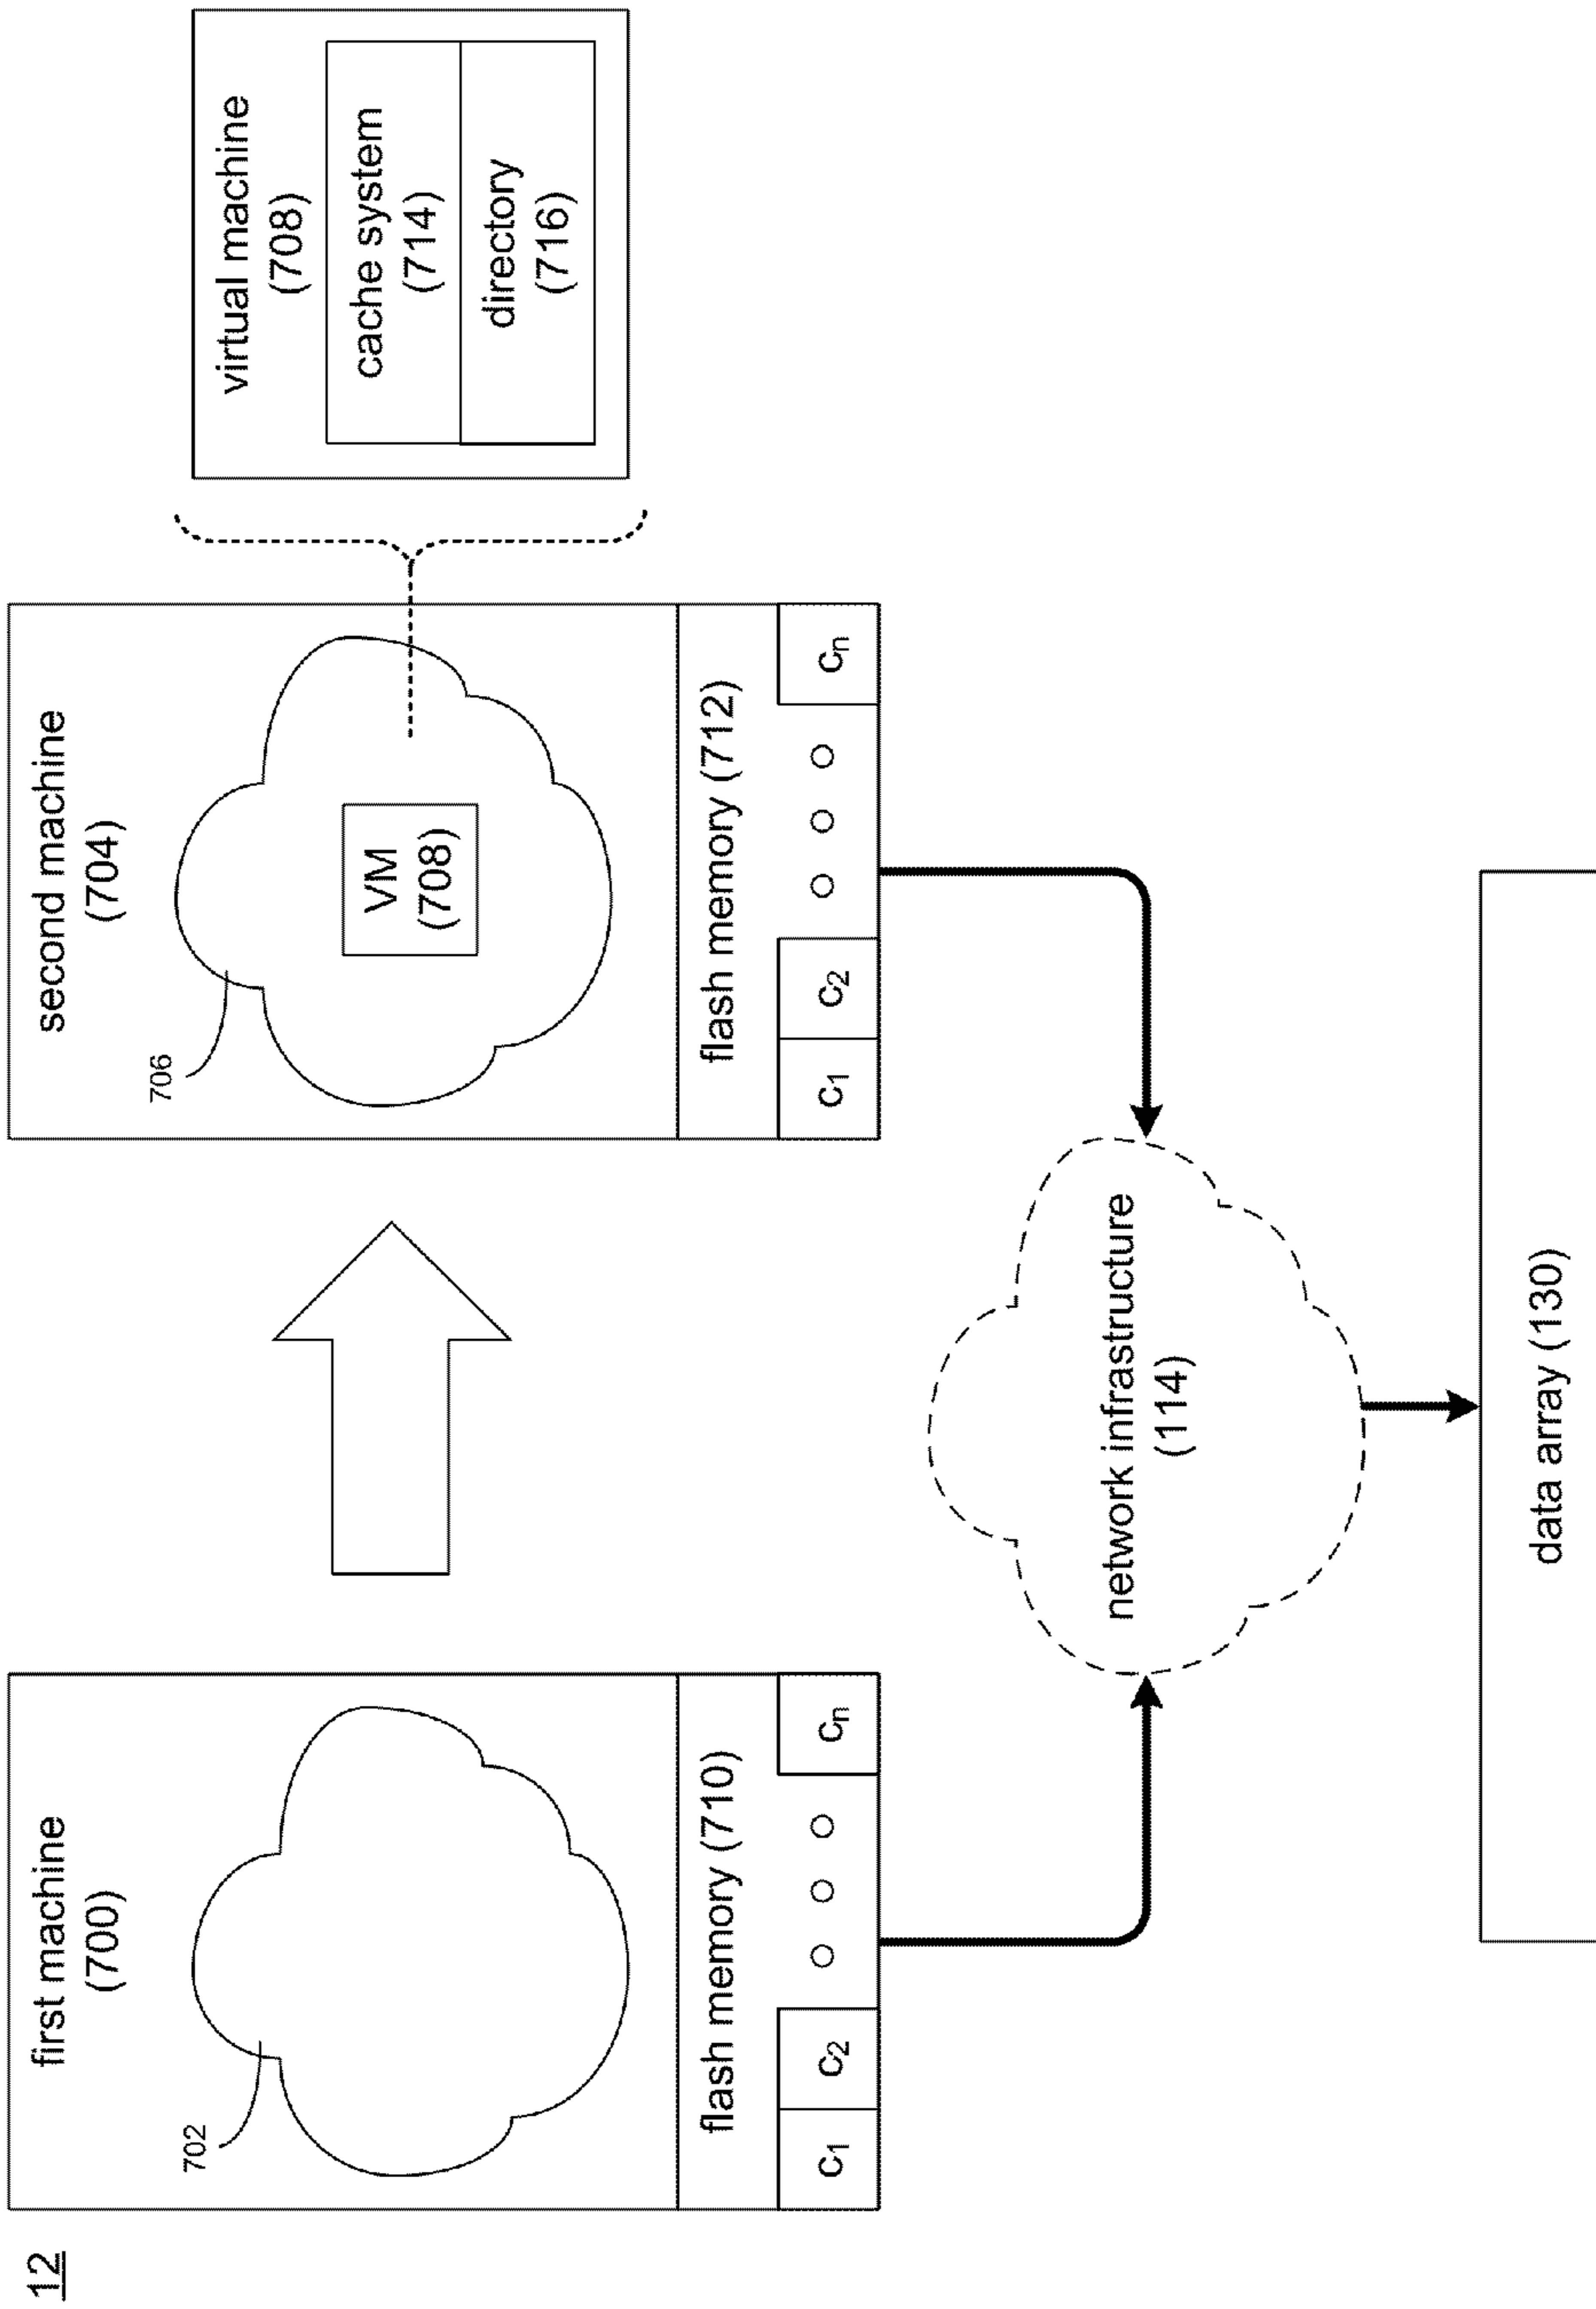 12
first machine
(700)
702
flash memory (710)
c1
c2
cn
second machine
(704)
706
VM
(708)
flash memory (712)
c1
c2
cn
virtual machine
(708)
cache system
(714)
directory
(716)
network infrastructure
(114)
data array (130)